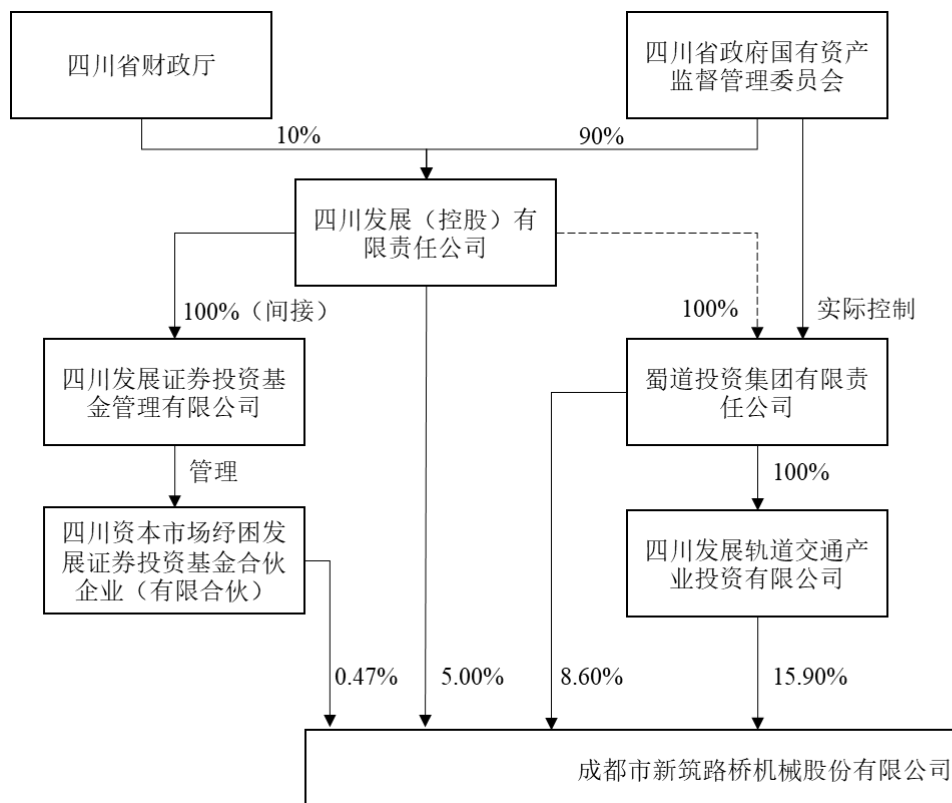 四川省财政厅
四川省政府国有资产
监督管理委员会
10%
90%
四川发展（控股）有
限责任公司
100%（间接）
100%
实际控制
四川发展证券投资基
金管理有限公司
蜀道投资集团有限责
任公司
管理
100%
四川资本市场纾困发
展证券投资基金合伙
企业（有限合伙）
四川发展轨道交通产
业投资有限公司
0.47%
5.00%
8.60%
15.90%
成都市新筑路桥机械股份有限公司